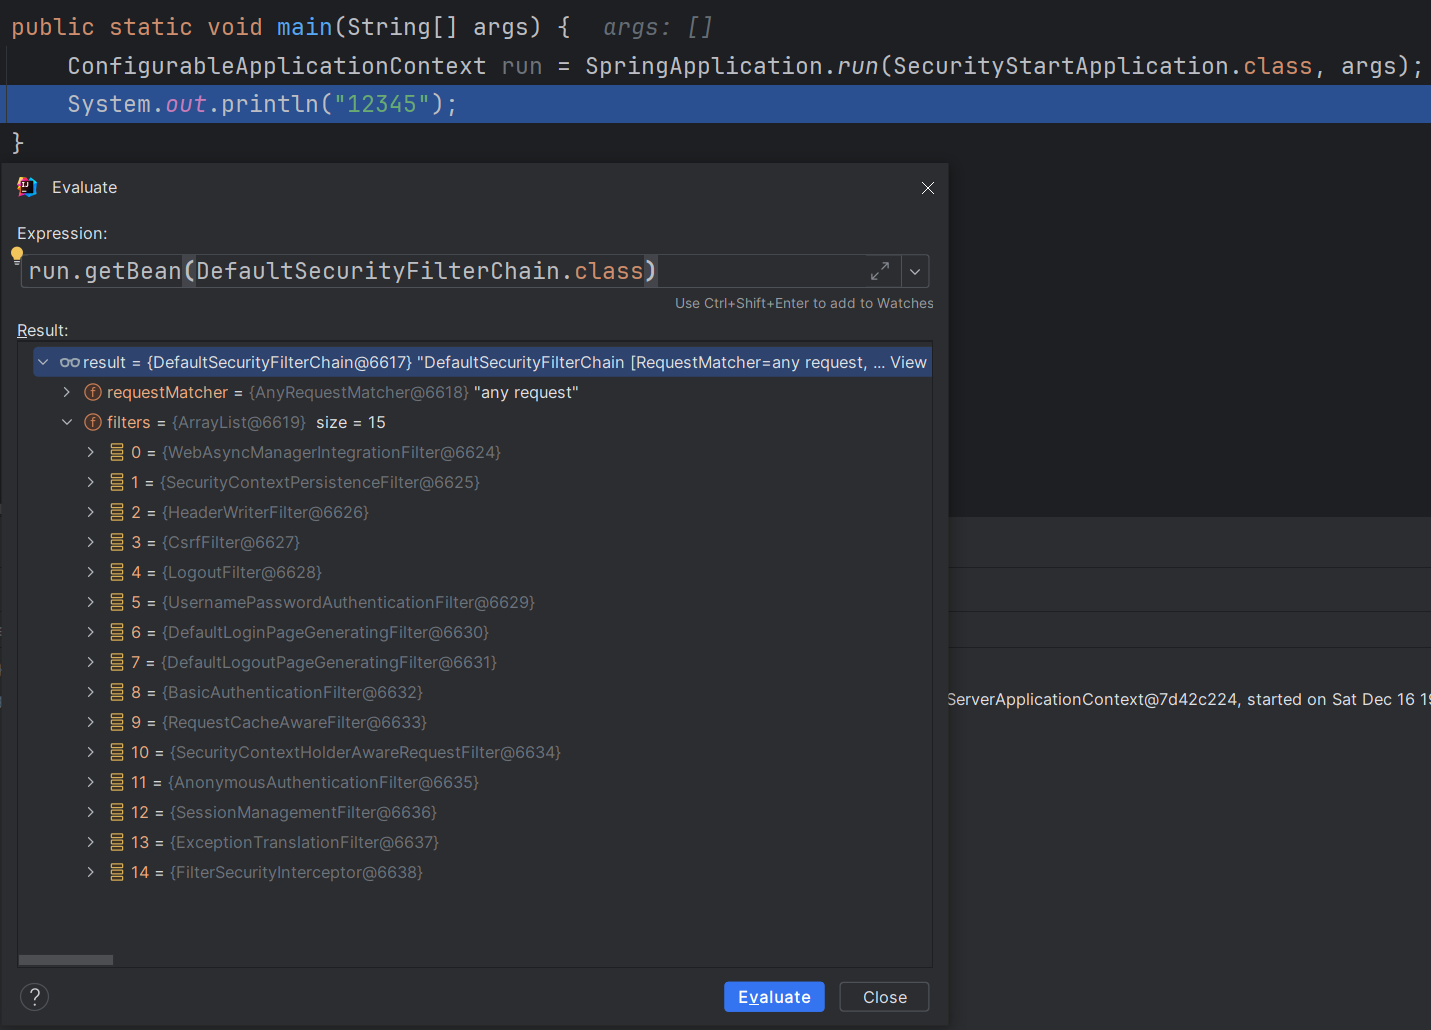 public static void main(String[] args) {   args: []
ConfigurableApplicationContext run = SpringApplication.run(SecurityStartApplication.class, args);
System.out.println("12345");
}
Evaluate
Expression:
run.getBean(DefaultSecurityFilterChain.class)
Use Ctrl+Shift+Enter to add to Watches
Result:
result = {DefaultSecurityFilterChain@6617} "DefaultSecurityFilterChain [RequestMatcher=any request, ... View
requestMatcher = {AnyRequestMatcher@6618} "any request"
filters = {ArrayList@6619}  size = 15
0 = {WebAsyncManagerIntegrationFilter@6624}
1 = {SecurityContextPersistenceFilter@6625}
2 = {HeaderWriterFilter@6626}
3 = {CsrfFilter@6627}
4 = {LogoutFilter@6628}
5 = {UsernamePasswordAuthenticationFilter@6629}
6 = {DefaultLoginPageGeneratingFilter@6630}
7 = {DefaultLogoutPageGeneratingFilter@6631}
8 = {BasicAuthenticationFilter@6632}
ServerApplicationContext@7d42c224, started on Sat Dec 16 19
9 = {RequestCacheAwareFilter@6633}
10 = {SecurityContextHolderAwareRequestFilter@6634}
11 = {AnonymousAuthenticationFilter@6635}
12 = {SessionManagementFilter@6636}
13 = {ExceptionTranslationFilter@6637}
14 = {FilterSecurityInterceptor@6638}
?
Evaluate
Close